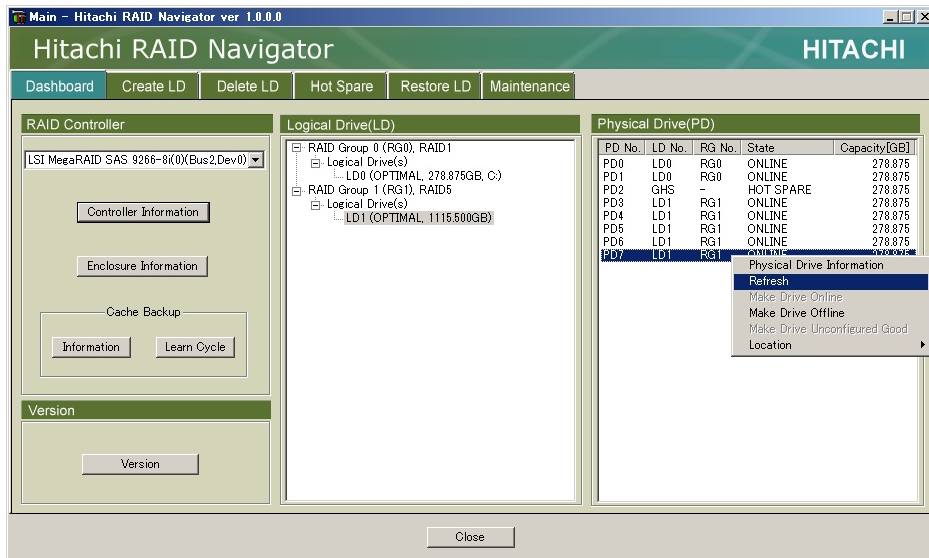 Main - Hitachi RAID Navigator ver 1.0.0.0
Hitachi RAID Navigator
HITACHI
Dashboard Create LD Delete LD Hot Spare Restore LD Maintenance
RAID Controller
LSI MegaRAID SAS 9266-8i(0)(Bus2,Dev0)
Controller Information
Enclosure Information
Cache Backup
Information Learn Cycle
Version
Version
Logical Drive(LD)
RAID Group 0 (RG0), RAID1
Logical Drive(s)
LD0 (OPTIMAL, 278.875GB, C:)
RAID Group 1 (RG1), RAID5
Logical Drive(s)
LD1 (OPTIMAL, 1115.500GB)
Physical Drive(PD)
PD No. LD No. RG No. State Capacity[GB]
PD0 LD0 RG0 ONLINE 278.875
PD1 LD0 RG0 ONLINE 278.875
PD2 GHS - HOT SPARE 278.875
PD3 LD1 RG1 ONLINE 278.875
PD4 LD1 RG1 ONLINE 278.875
PD5 LD1 RG1 ONLINE 278.875
PD6 LD1 RG1 ONLINE 278.875
PD7 LD1 RG1 ONLINE 278.875
Physical Drive Information
Refresh
Make Drive Online
Make Drive Offline
Make Drive Unconfigured Good
Location
Close